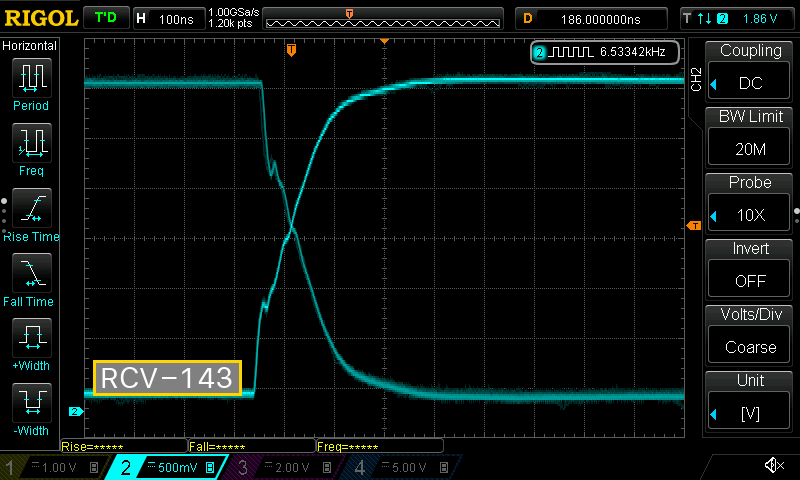 RIGOL T'D H 100ns 1.00GSa/s 1.20k pts D 186.000000ns T 2 1.86 V
Horizontal
Period
Freq
Rise Time
Fall Time
+Width
-Width
T
2 6.53342kHz
T
2
RCV-143
CH2
Coupling
DC
BW Limit
20M
Probe
10X
Invert
OFF
Volts/Div
Coarse
Unit
[V]
Rise=***** Fall=***** Freq=*****
1 1.00 V B 2 500mV B 3 2.00 V B 4 5.00 V B